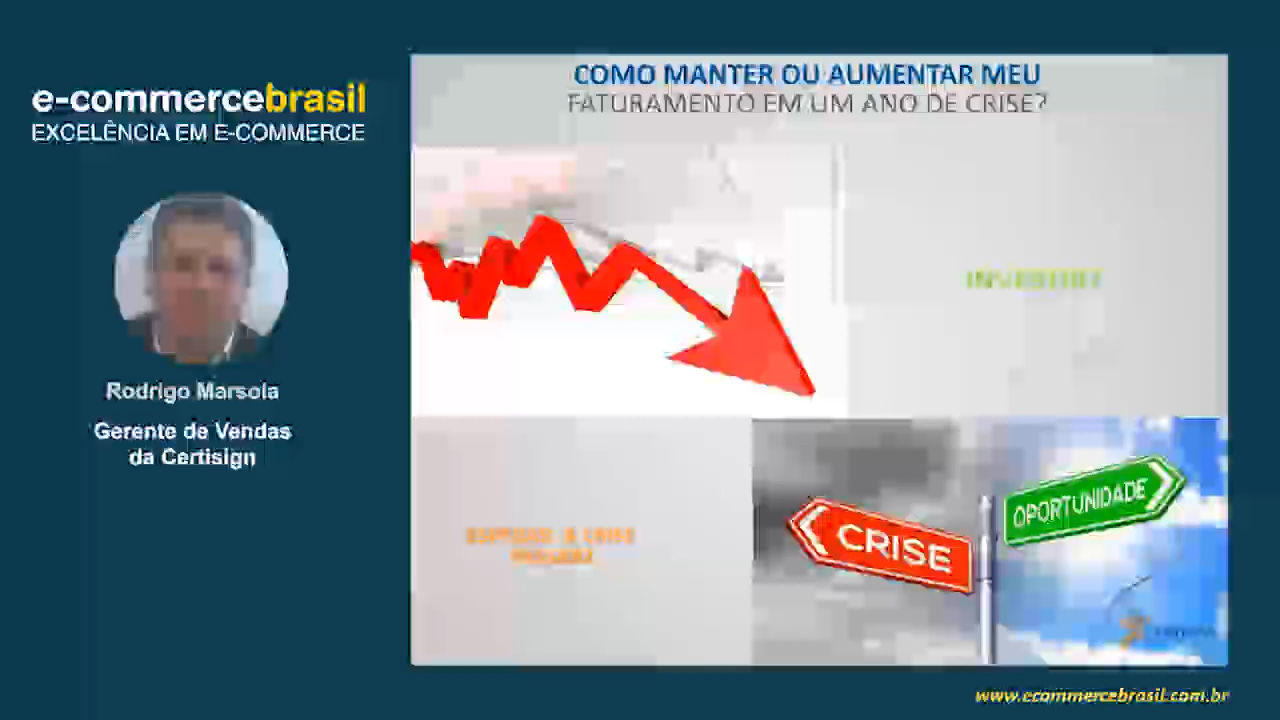 e-commercebrasil
EXCELÊNCIA EM E-COMMERCE
Rodrigo Marsola
Gerente de Vendas
da Certisign
COMO MANTER OU AUMENTAR MEU
FATURAMENTO EM UM ANO DE CRISE?
CRISE
OPORTUNIDADE
www.ecommercebrasil.com.br